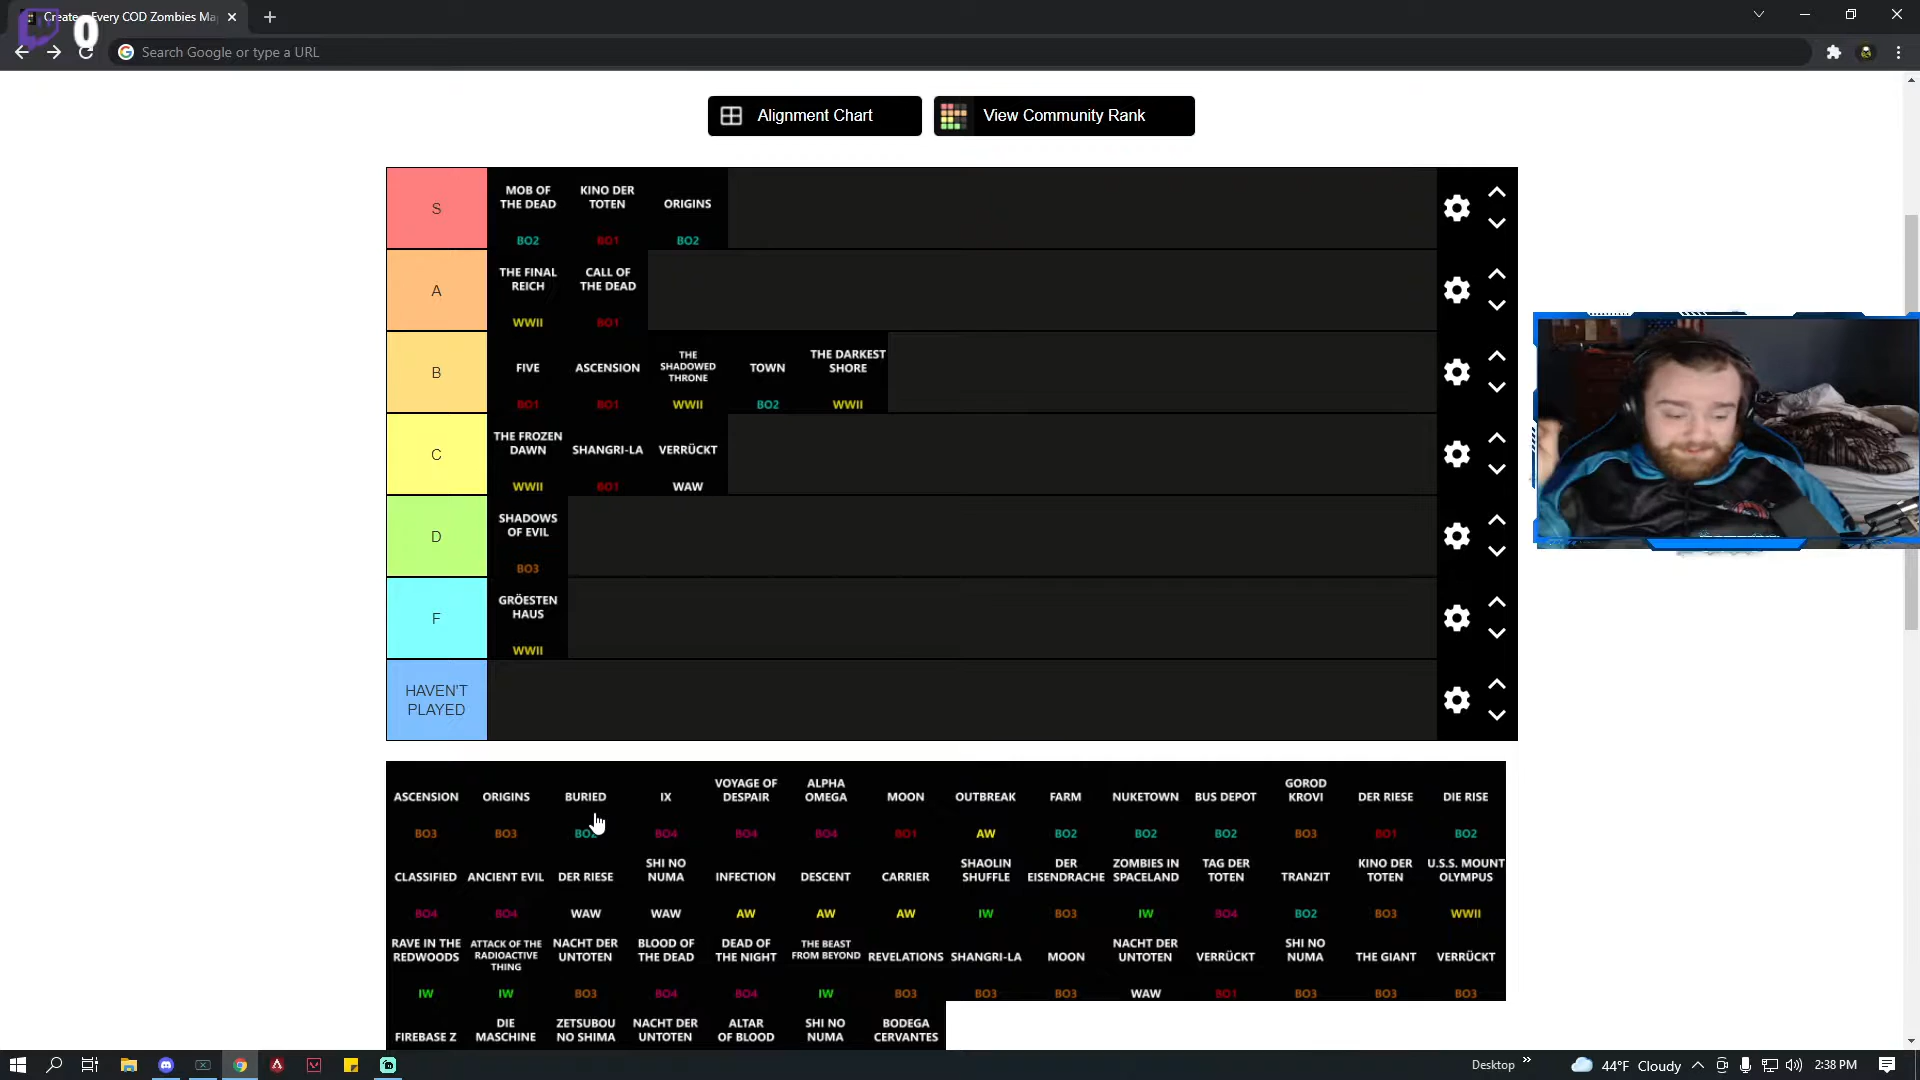 Create a Every COD Zombies Ma
0
Search Google or type a URL
Alignment Chart
View Community Rank
S
MOB OF THE DEAD BO2
KINO DER TOTEN BO1
ORIGINS BO2
A
THE FINAL REICH WWII
CALL OF THE DEAD BO1
B
FIVE BO1
ASCENSION BO1
THE SHADOWED THRONE WWII
TOWN BO2
THE DARKEST SHORE WWII
C
THE FROZEN DAWN WWII
SHANGRI-LA BO1
VERRÜCKT WAW
D
SHADOWS OF EVIL BO3
F
GRÖESTEN HAUS WWII
HAVEN'T PLAYED
ASCENSION BO3
ORIGINS BO3
BURIED BO2
IX BO4
VOYAGE OF DESPAIR BO4
ALPHA OMEGA BO4
MOON BO1
OUTBREAK AW
FARM BO2
NUKETOWN BO2
BUS DEPOT BO2
GOROD KROVI BO3
DER RIESE BO1
DIE RISE BO2
CLASSIFIED BO4
ANCIENT EVIL BO4
DER RIESE WAW
SHI NO NUMA WAW
INFECTION AW
DESCENT AW
CARRIER AW
SHAOLIN SHUFFLE IW
DER EISENDRACHE BO3
ZOMBIES IN SPACELAND IW
TAG DER TOTEN BO4
TRANZIT BO2
KINO DER TOTEN BO3
U.S.S. MOUNT OLYMPUS WWII
RAVE IN THE REDWOODS IW
ATTACK OF THE RADIOACTIVE THING IW
NACHT DER UNTOTEN BO3
BLOOD OF THE DEAD BO4
DEAD OF THE NIGHT BO4
THE BEAST FROM BEYOND IW
REVELATIONS BO3
SHANGRI-LA BO3
MOON BO3
NACHT DER UNTOTEN WAW
VERRÜCKT BO1
SHI NO NUMA BO3
THE GIANT BO3
VERRÜCKT BO3
FIREBASE Z
DIE MASCHINE
ZETSUBOU NO SHIMA
NACHT DER UNTOTEN
ALTAR OF BLOOD
SHI NO NUMA
BODEGA CERVANTES
Desktop
44°F Cloudy
2:38 PM